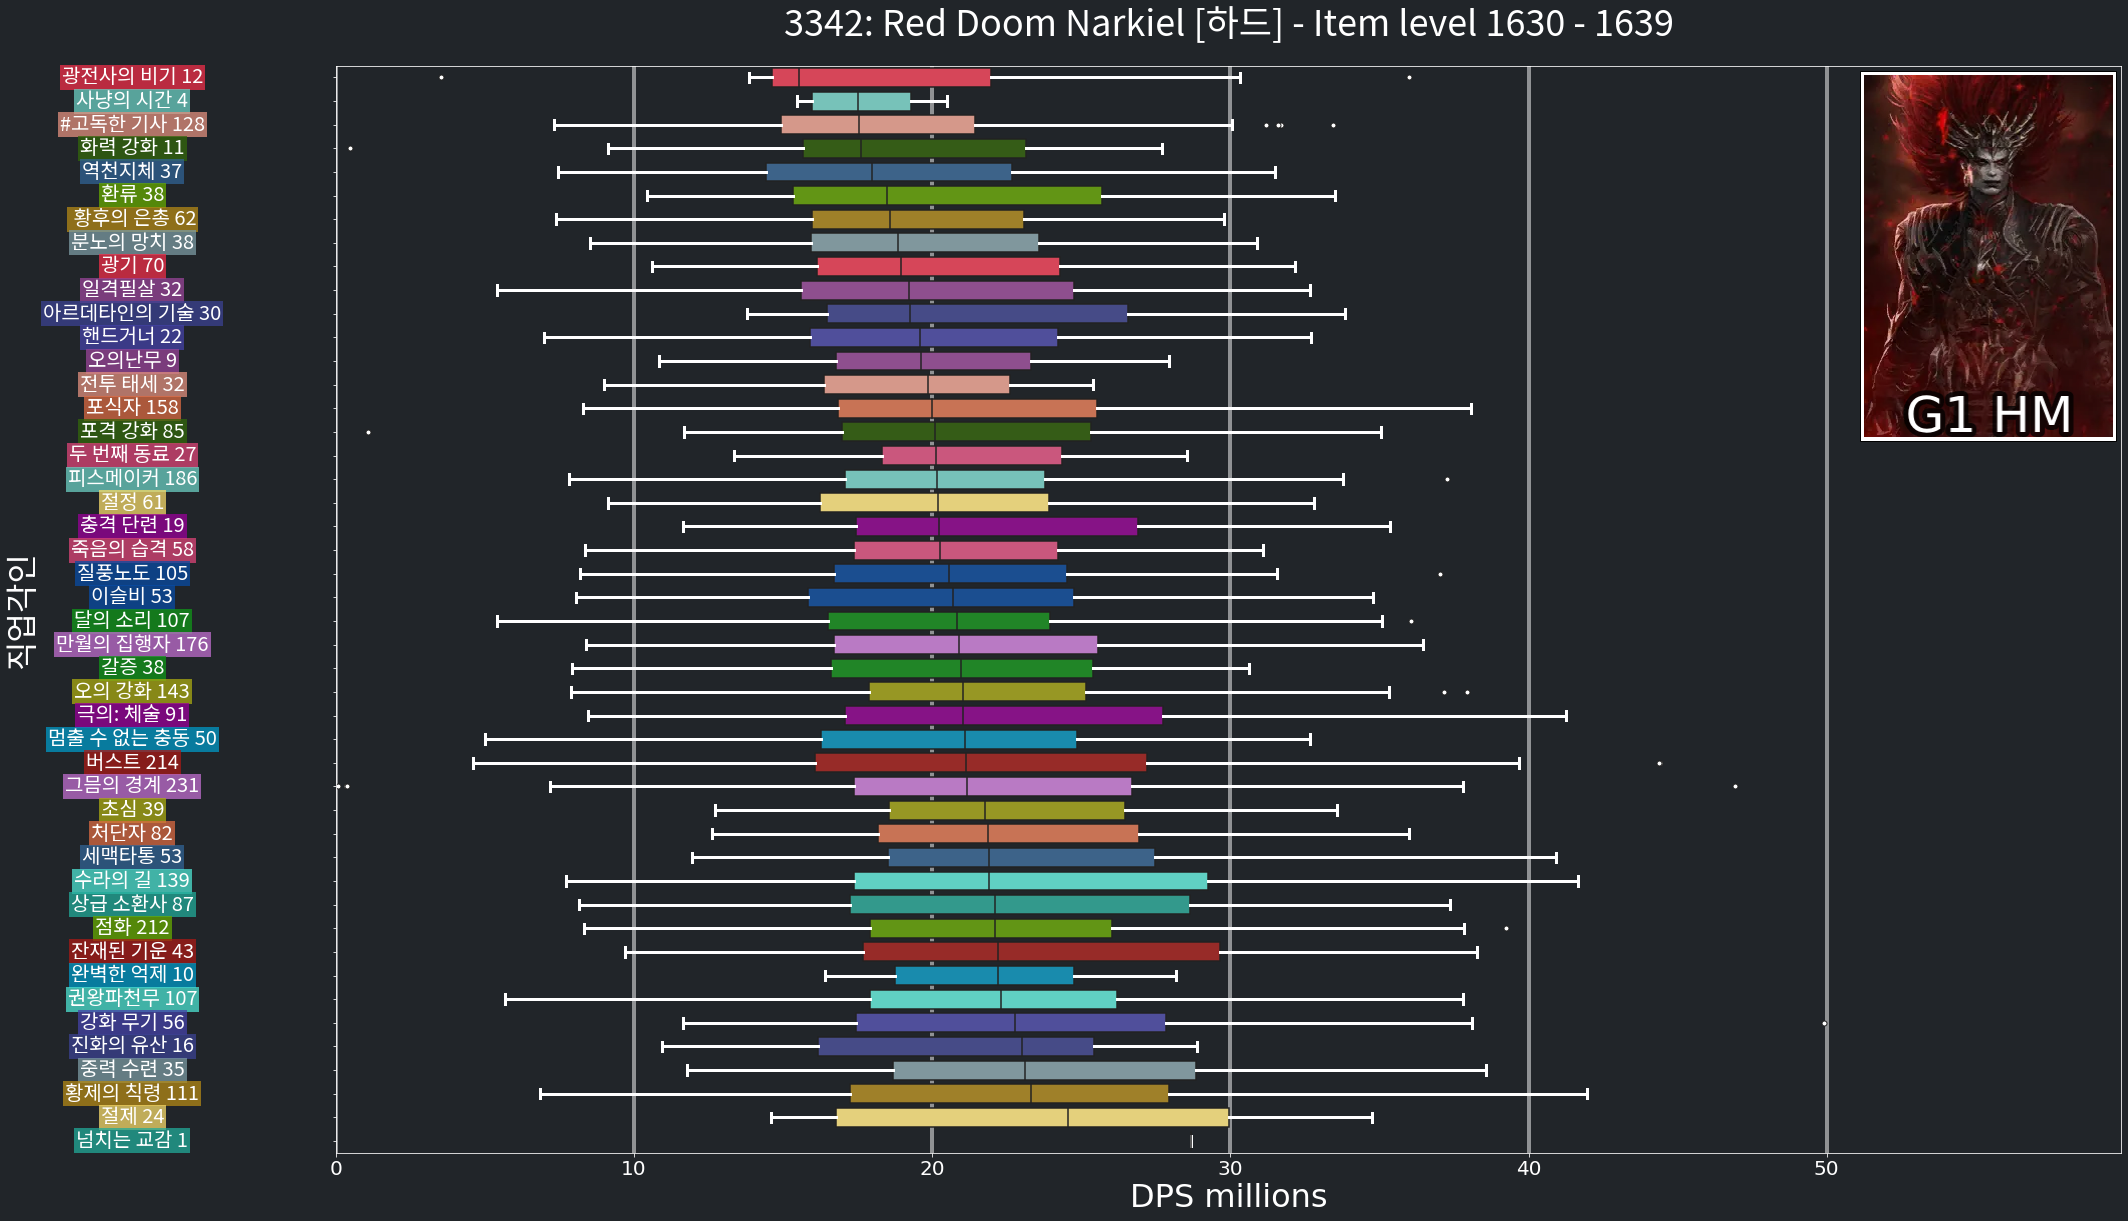 3342: Red Doom Narkiel [하드] - Item level 1630 - 1639
광전사의 비기 12
사냥의 시간 4
#고독한 기사 128
화력 강화 11
역천지체 37
환류 38
황후의 은총 62
분노의 망치 38
광기 70
일격필살 32
아르데타인의 기술 30
핸드거너 22
오의난무 9
전투 태세 32
포식자 158
포격 강화 85
두 번째 동료 27
피스메이커 186
절정 61
충격 단련 19
죽음의 습격 58
질풍노도 105
이슬비 53
달의 소리 107
만월의 집행자 176
갈증 38
오의 강화 143
극의: 체술 91
멈출 수 없는 충동 50
버스트 214
그믐의 경계 231
초심 39
처단자 82
세맥타통 53
수라의 길 139
상급 소환사 87
점화 212
잔재된 기운 43
완벽한 억제 10
권왕파천무 107
강화 무기 56
진화의 유산 16
중력 수련 35
황제의 칙령 111
절제 24
넘치는 교감 1
직업각인
G1 HM
0 10 20 30 40 50
DPS millions